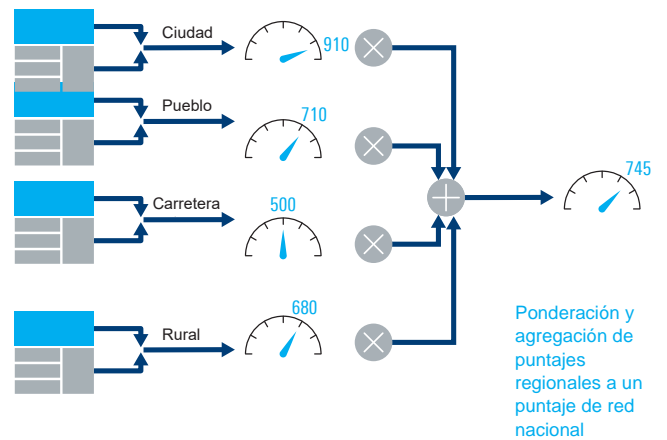 Ciudad
910
Pueblo
710
745
Carretera
500
Rural
680
Ponderación y
agregación de
puntajes
regionales a un
puntaje de red
nacional